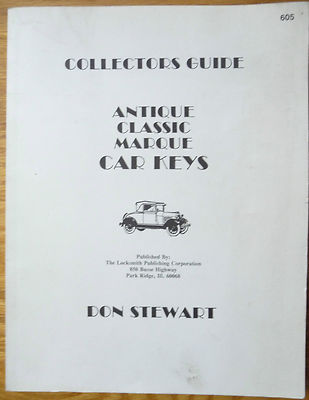 605
COLLECTORS GUIDE
ANTIQUE
CLASSIC
MARQUE
CAR KEYS
Published By:
The Locksmith Publishing Corporation
850 Busse Highway
Park Ridge, Ill. 60068
DON STEWART